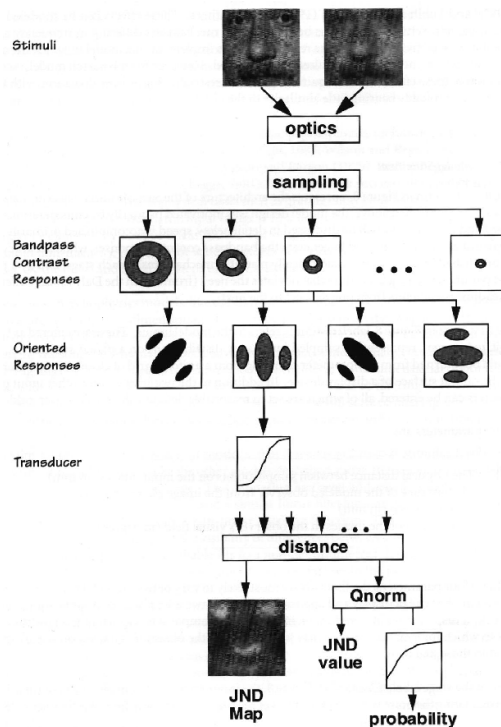 Stimuli
optics
sampling
Bandpass
Contrast
Responses
Oriented
Responses
Transducer
distance
Qnorm
JND
Map
JND
value
probability